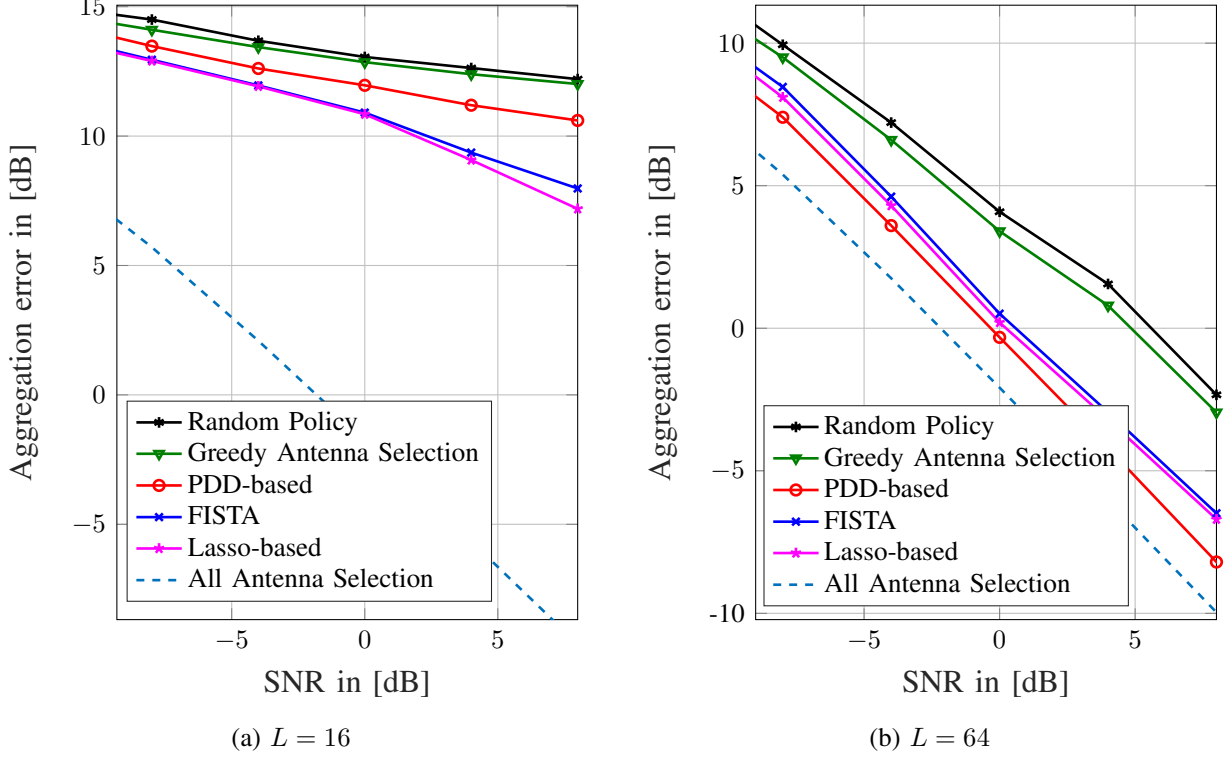 15
10
5
0
−5
Aggregation error in [dB]
Random Policy
Greedy Antenna Selection
PDD-based
FISTA
Lasso-based
All Antenna Selection
−5
0
5
SNR in [dB]
(a) L = 16
10
5
0
−5
-10
Aggregation error in [dB]
Random Policy
Greedy Antenna Selection
PDD-based
FISTA
Lasso-based
All Antenna Selection
−5
0
5
SNR in [dB]
(b) L = 64